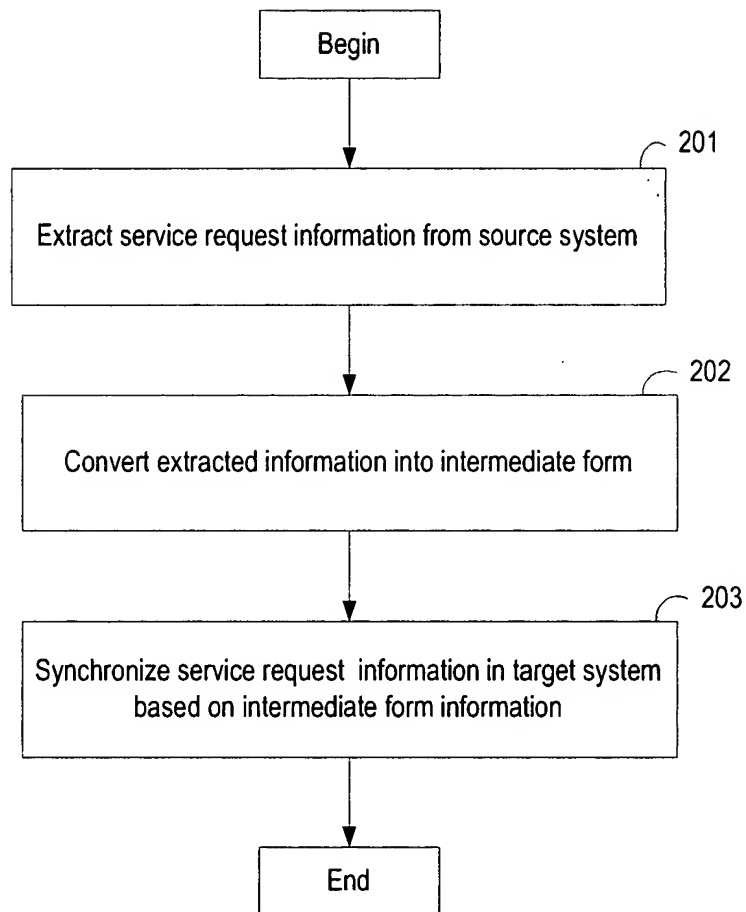 Begin
201
Extract service request information from source system
202
Convert extracted information into intermediate form
203
Synchronize service request information in target system
based on intermediate form information
End